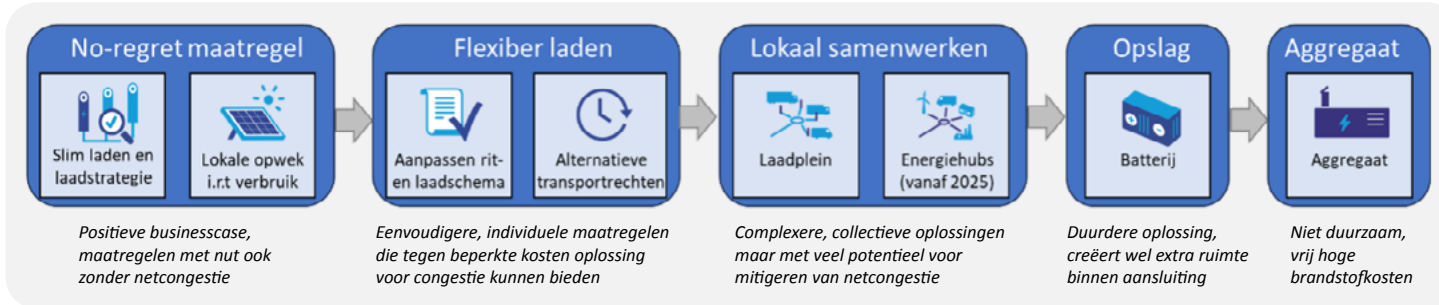 No-regret maatregel
Slim laden en
laadstrategie
Lokale opwek
i.r.t verbruik
Positieve businesscase,
maatregelen met nut ook
zonder netcongestie
Flexiber laden
Aanpassen rit-
en laadschema
Alternatieve
transportrechten
Eenvoudigere, individuele maatregelen
die tegen beperkte kosten oplossing
voor congestie kunnen bieden
Lokaal samenwerken
Laadplein
Energiehubs
(vanaf 2025)
Complexere, collectieve oplossingen
maar met veel potentieel voor
mitigeren van netcongestie
Opslag
Batterij
Duurdere oplossing,
creëert wel extra ruimte
binnen aansluiting
Aggregaat
Aggregaat
Niet duurzaam,
vrij hoge
brandstofkosten